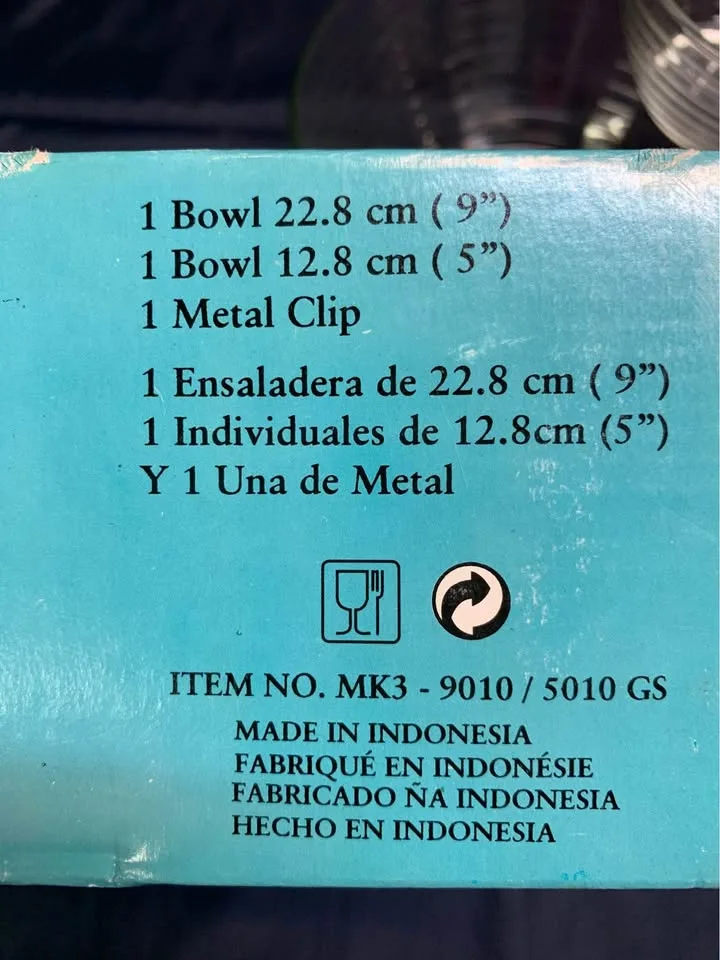 1 Bowl 22.8 cm ( 9”)
1 Bowl 12.8 cm ( 5”)
1 Metal Clip
1 Ensaladera de 22.8 cm ( 9”)
1 Individuales de 12.8cm (5”)
Y 1 Una de Metal
ITEM NO. MK3 - 9010 / 5010 GS
MADE IN INDONESIA
FABRIQUÉ EN INDONÉSIE
FABRICADO ÑA INDONESIA
HECHO EN INDONESIA